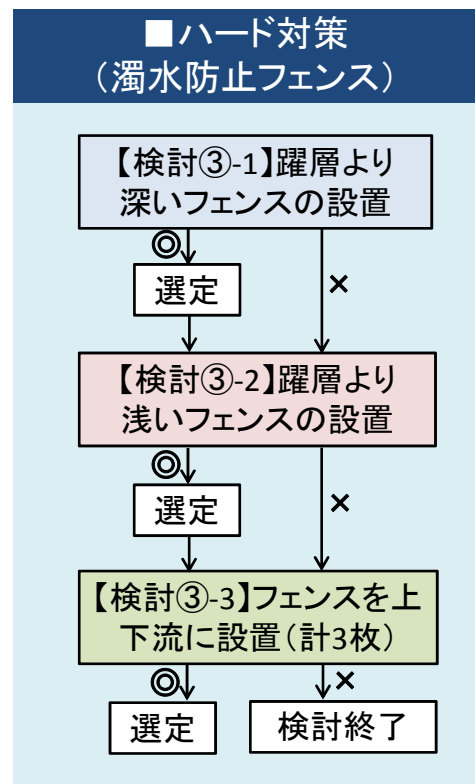 ■ハード対策
（濁水防止フェンス）
【検討③-1】躍層より
深いフェンスの設置
◎
選定
×
【検討③-2】躍層より
浅いフェンスの設置
◎
選定
×
【検討③-3】フェンスを上
下流に設置（計3枚）
◎
×
選定
検討終了